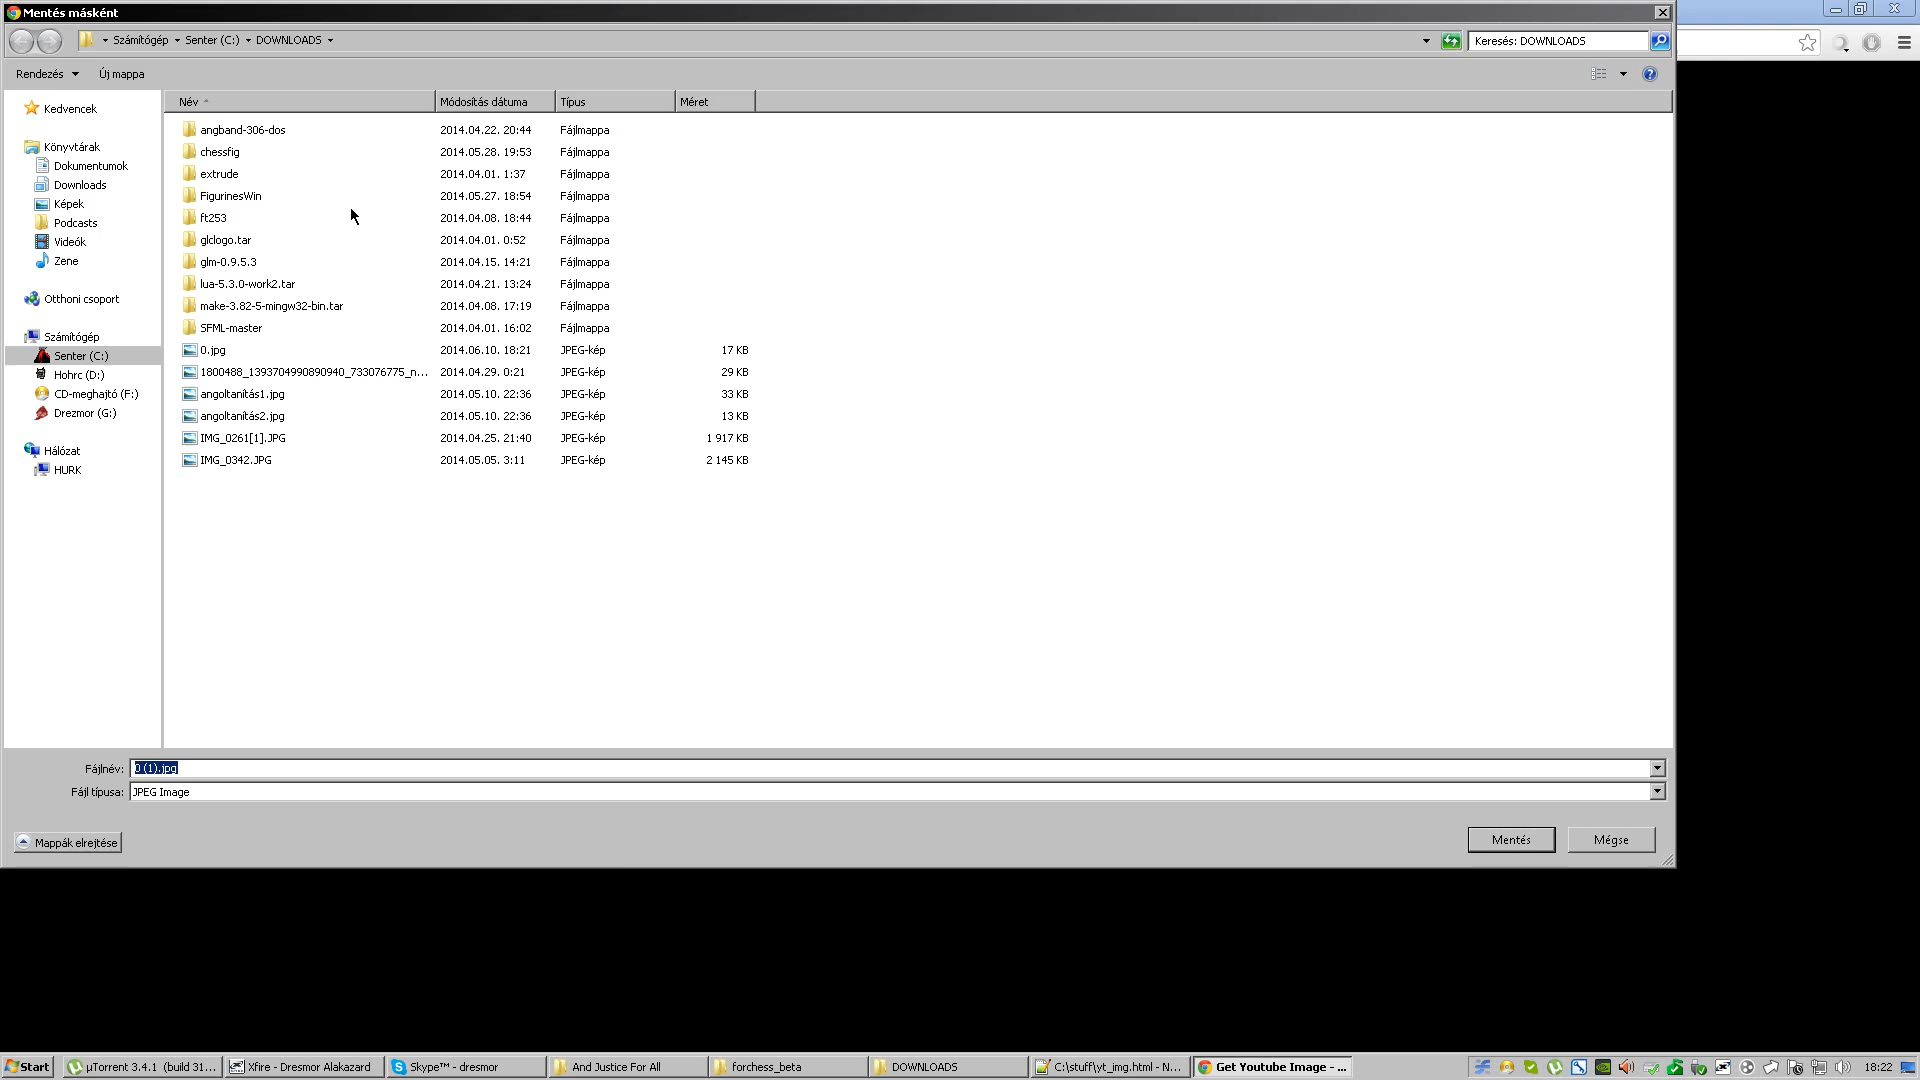 Mentés másként
Számítógép Senter (C:) DOWNLOADS
Keresés: DOWNLOADS
Rendezés Új mappa
Név Módosítás dátuma Típus Méret
Kedvencek
Könyvtárak
Dokumentumok
Downloads
Képek
Podcasts
Videók
Zene
Otthoni csoport
Számítógép
Senter (C:)
Hohrc (D:)
CD-meghajtó (F:)
Drezmor (G:)
Hálózat
HURK
angband-306-dos 2014.04.22. 20:44 Fájlmappa
chessfig 2014.05.28. 19:53 Fájlmappa
extrude 2014.04.01. 1:37 Fájlmappa
FigurinesWin 2014.05.27. 18:54 Fájlmappa
ft253 2014.04.08. 18:44 Fájlmappa
glclogo.tar 2014.04.01. 0:52 Fájlmappa
glm-0.9.5.3 2014.04.15. 14:21 Fájlmappa
lua-5.3.0-work2.tar 2014.04.21. 13:24 Fájlmappa
make-3.82-5-mingw32-bin.tar 2014.04.08. 17:19 Fájlmappa
SFML-master 2014.04.01. 16:02 Fájlmappa
0.jpg 2014.06.10. 18:21 JPEG-kép 17 KB
1800488_1393704990890940_733076775_n... 2014.04.29. 0:21 JPEG-kép 29 KB
angoltanítás1.jpg 2014.05.10. 22:36 JPEG-kép 33 KB
angoltanítás2.jpg 2014.05.10. 22:36 JPEG-kép 13 KB
IMG_0261[1].JPG 2014.04.25. 21:40 JPEG-kép 1 917 KB
IMG_0342.JPG 2014.05.05. 3:11 JPEG-kép 2 145 KB
Fájlnév: 0 (1).jpg
Fájl típusa: JPEG Image
Mappák elrejtése
Mentés Mégse
Start µTorrent 3.4.1 (build 31... Xfire - Dresmor Alakazard Skype™ - dresmor And Justice For All forchess_beta DOWNLOADS C:\stuff\yt_img.html - N... Get Youtube Image - ... 18:22